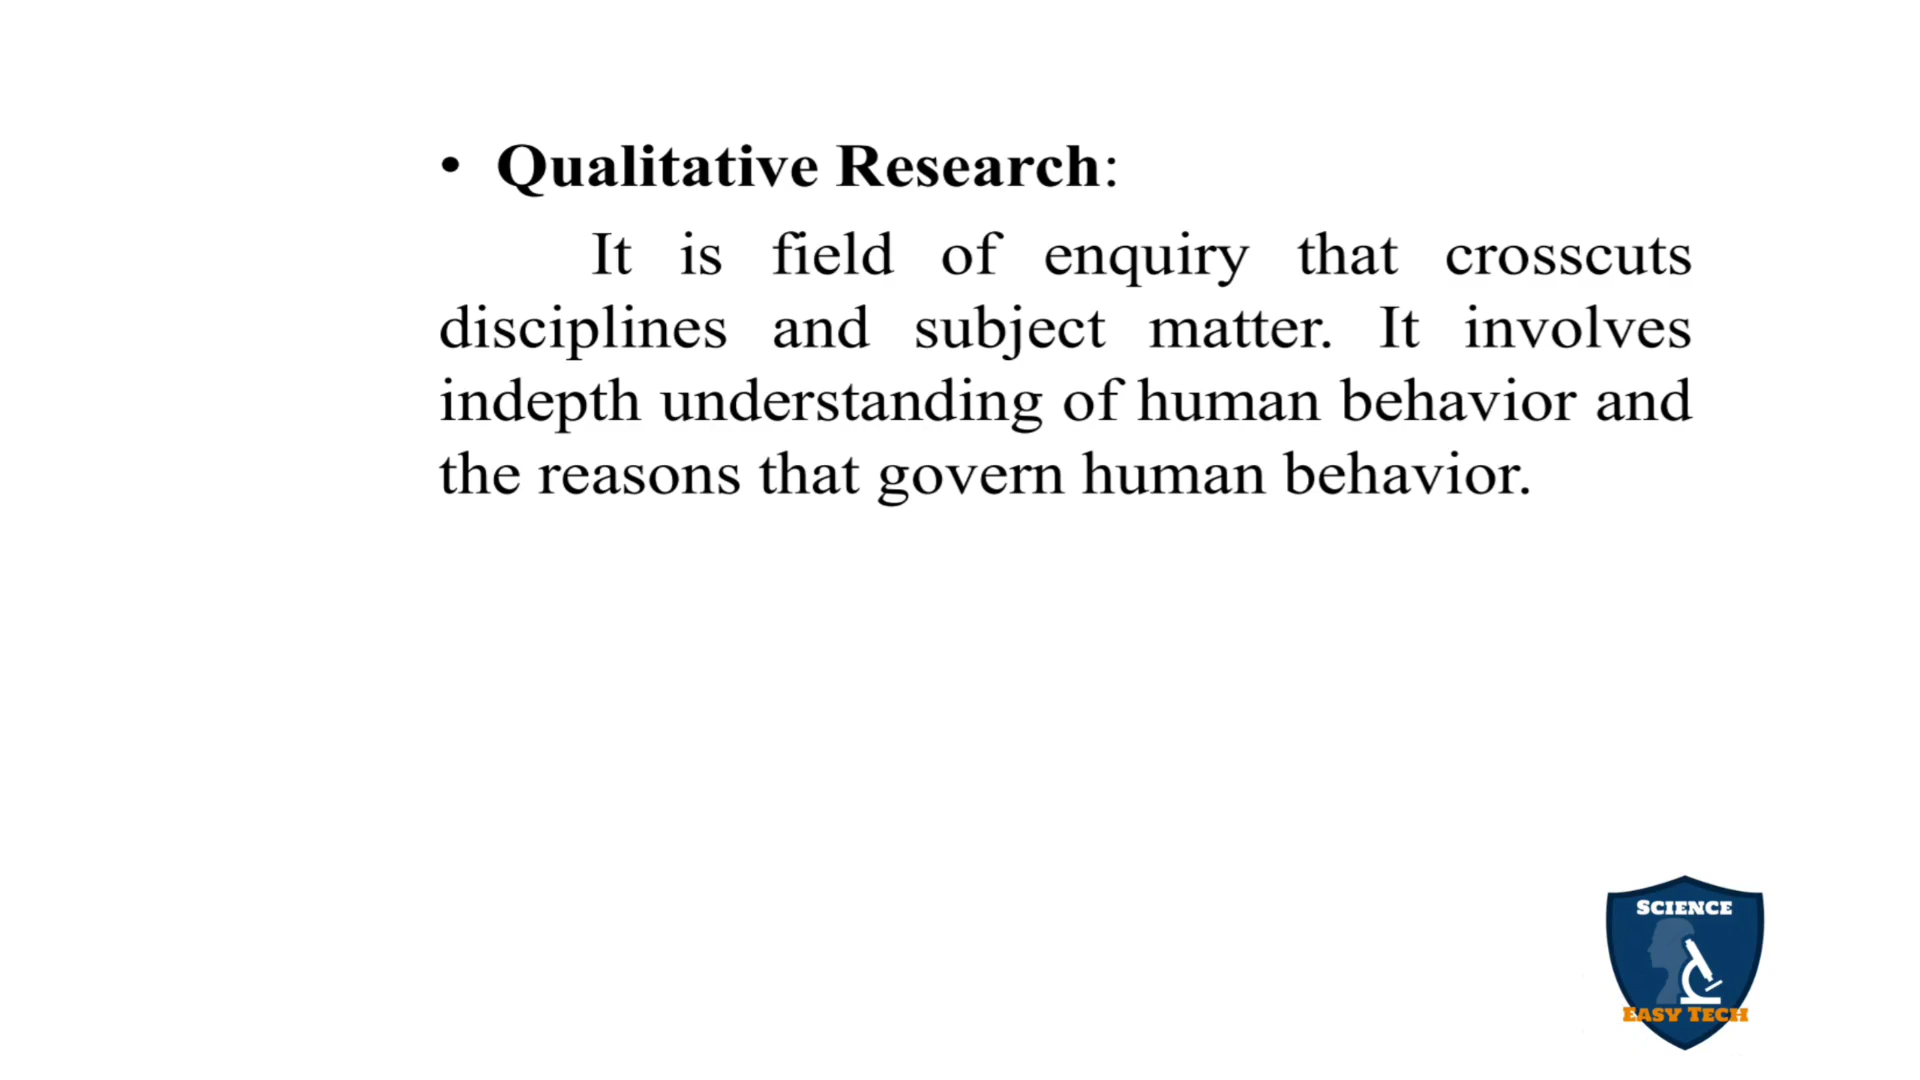 • Qualitative Research:
It is field of enquiry that crosscuts
disciplines and subject matter. It involves
indepth understanding of human behavior and
the reasons that govern human behavior.
SCIENCE
EASY TECH